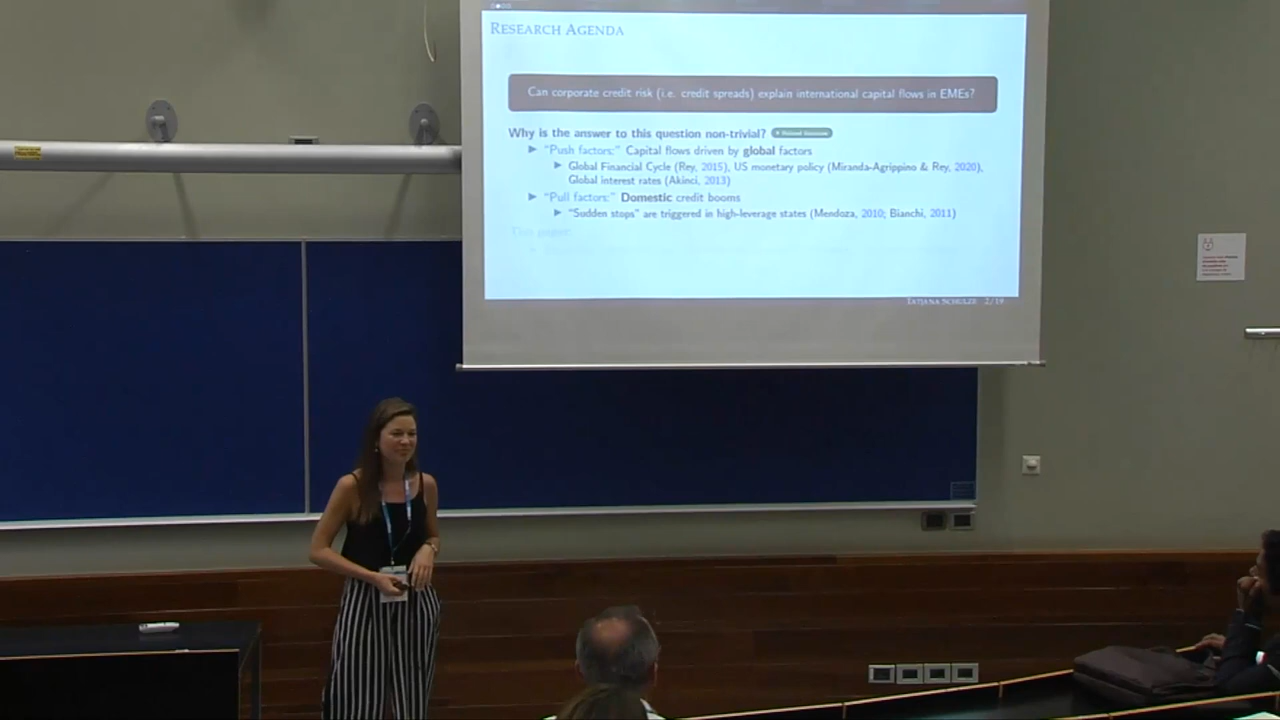 RESEARCH AGENDA
Can corporate credit risk (i.e. credit spreads) explain international capital flows in EMEs?
Why is the answer to this question non-trivial?
▶ "Push factors:" Capital flows driven by global factors
▶ Global Financial Cycle (Rey, 2015), US monetary policy (Miranda-Agrippino & Rey, 2020),
Global interest rates (Akinci, 2013)
▶ "Pull factors:" Domestic credit booms
▶ "Sudden stops" are triggered in high-leverage states (Mendoza, 2010; Bianchi, 2011)
This paper:
TATJANA SCHULZE 2/19